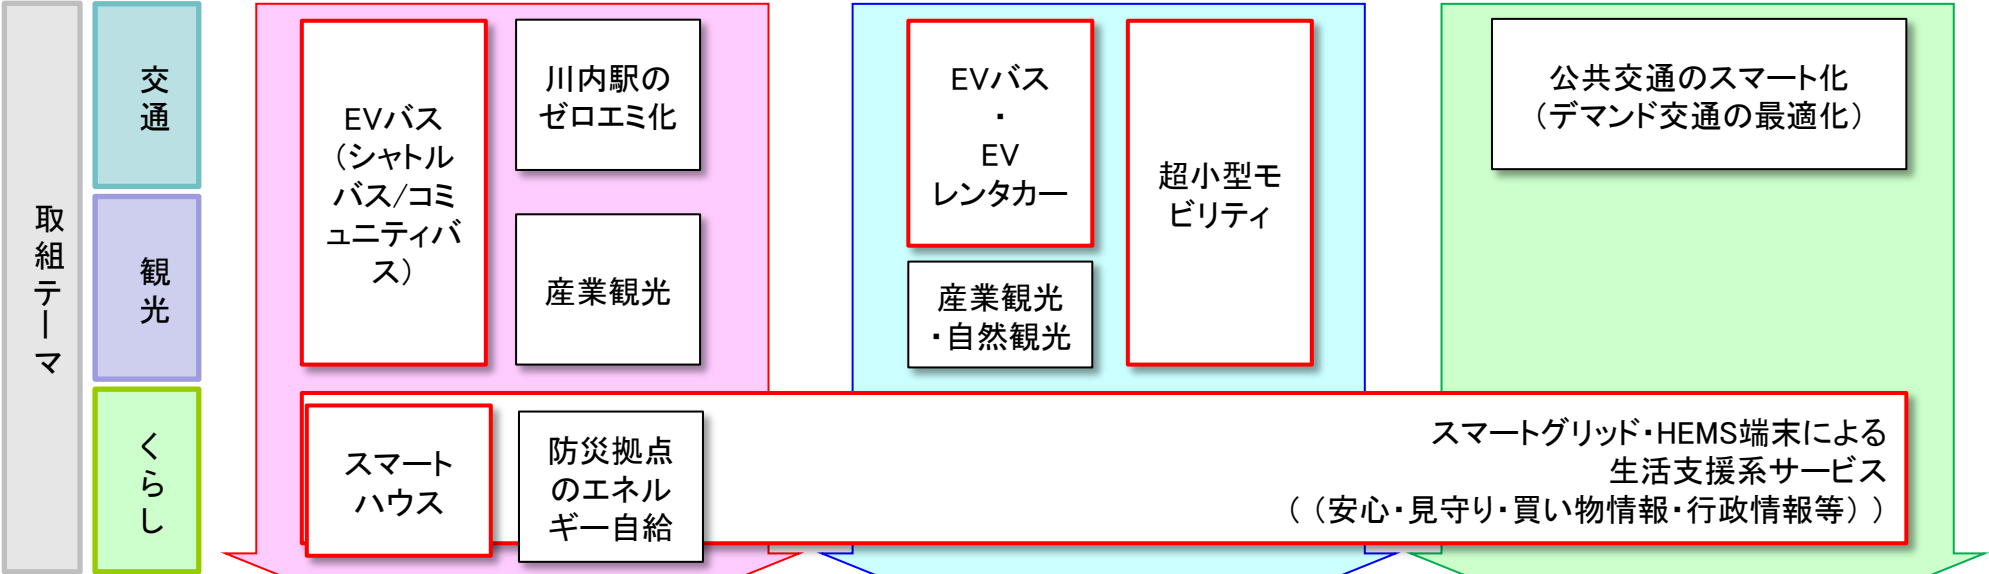 取組テーマ
交通
観光
くらし
EVバス
（シャトル
バス/コミ
ュニティバ
ス）
川内駅の
ゼロエミ化
産業観光
EVバス
・
EV
レンタカー
産業観光
・自然観光
超小型モ
ビリティ
公共交通のスマート化
（デマンド交通の最適化）
スマート
ハウス
防災拠点
のエネル
ギー自給
スマートグリッド・HEMS端末による
生活支援系サービス
（（安心・見守り・買い物情報・行政情報等））